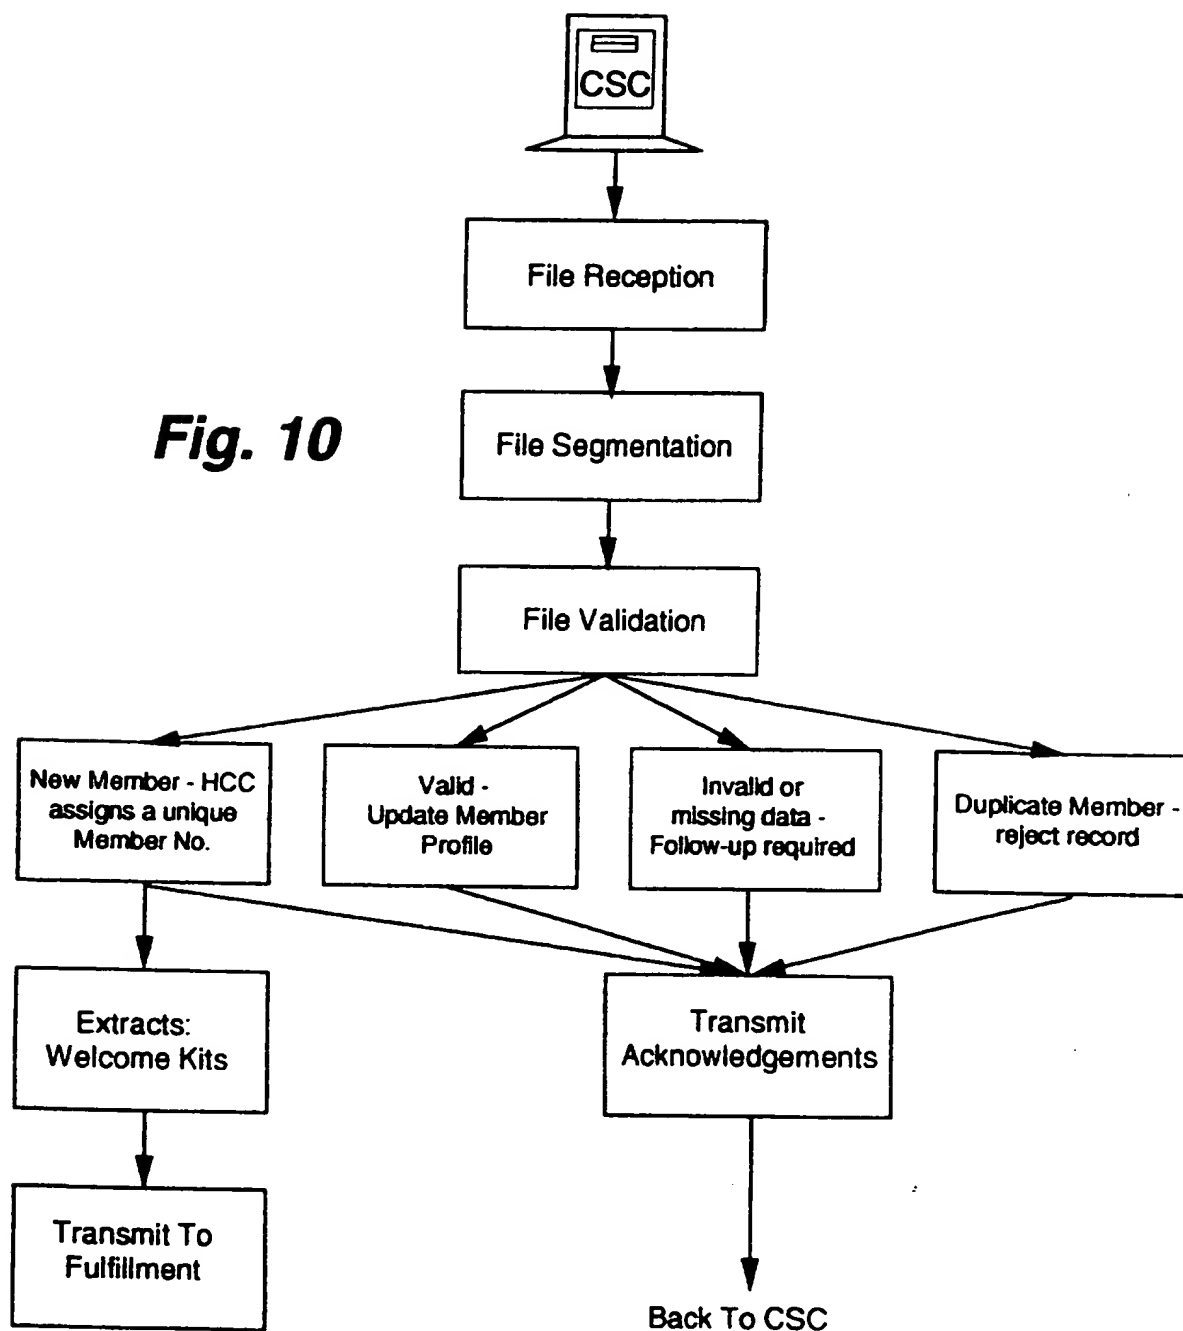 CSC
File Reception
Fig. 10
File Segmentation
File Validation
New Member - HCC
assigns a unique
Member No.
Valid -
Update Member
Profile
Invalid or
missing data -
Follow-up required
Duplicate Member -
reject record
Extracts:
Welcome Kits
Transmit
Acknowledgements
Transmit To
Fulfillment
Back To CSC